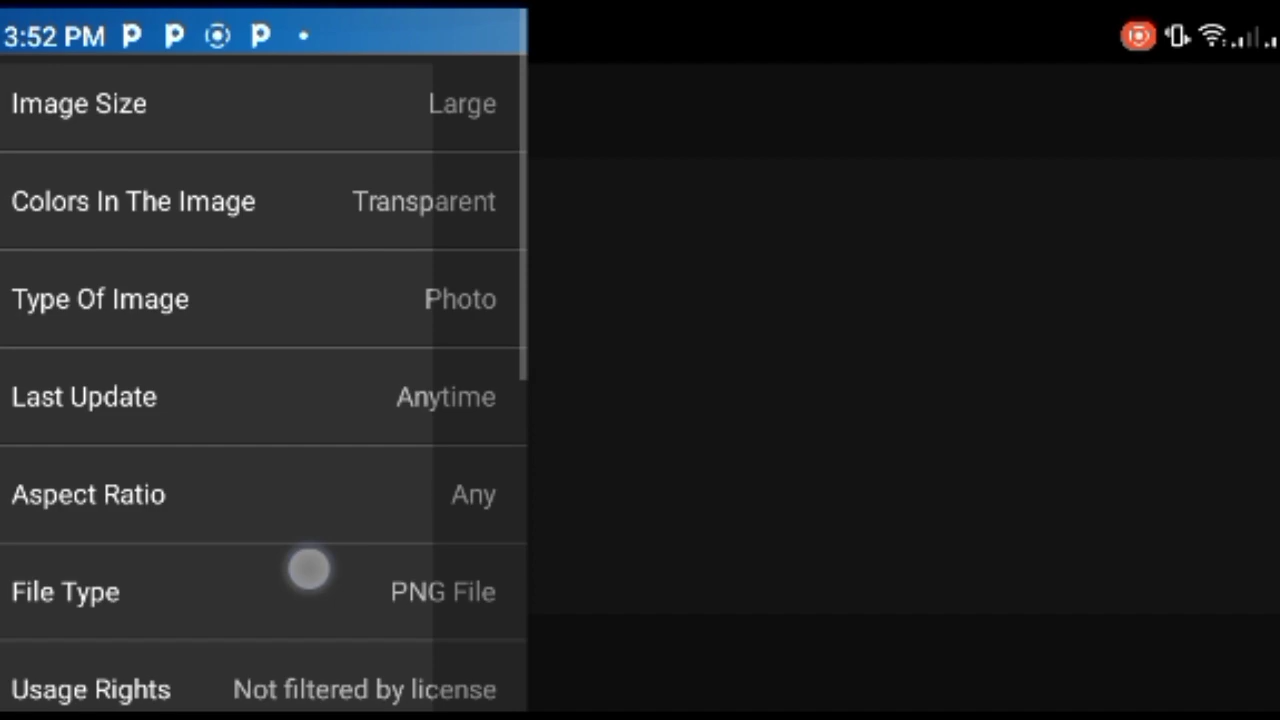 3:52 PM
Image Size Large
Colors In The Image Transparent
Type Of Image Photo
Last Update Anytime
Aspect Ratio Any
File Type PNG File
Usage Rights Not filtered by license